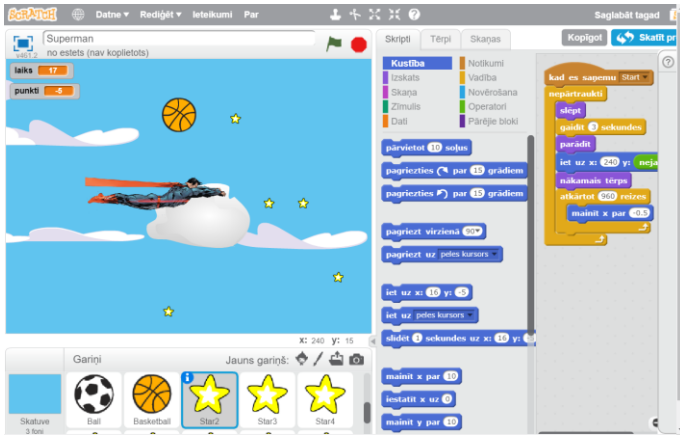 SCRATCH Datne Rediģēt Ieteikumi Par Saglabāt tagad
Superman
v461.2 no estets (nav koplietots)
Skripti Tērpi Skaņas Kopīgot Skatīt pr
laiks 17
punkti -5
Kustība Notikumi
Izskats Vadība
Skaņa Novērošana
Zīmulis Operatori
Dati Pārējie bloki
pārvietot 10 soļus
pagriezties par 15 grādiem
pagriezties par 15 grādiem
pagriezt virzienā 90
pagriezt uz peles kursors
iet uz x: 16 y: -5
iet uz peles kursors
slīdēt 1 sekundes uz x: 16 y:
mainīt x par 10
iestatīt x uz 0
mainīt y par 10
kad es saņemu Start
nepārtraukti
slēpt
gaidīt 3 sekundes
parādīt
iet uz x: 240 y: neja
nākamais tērps
atkārtot 960 reizes
mainīt x par -0.5
X: 240 y: 15
Gariņi Jauns gariņš:
Skatuve
3 foni
Ball Basketball Star2 Star3 Star4